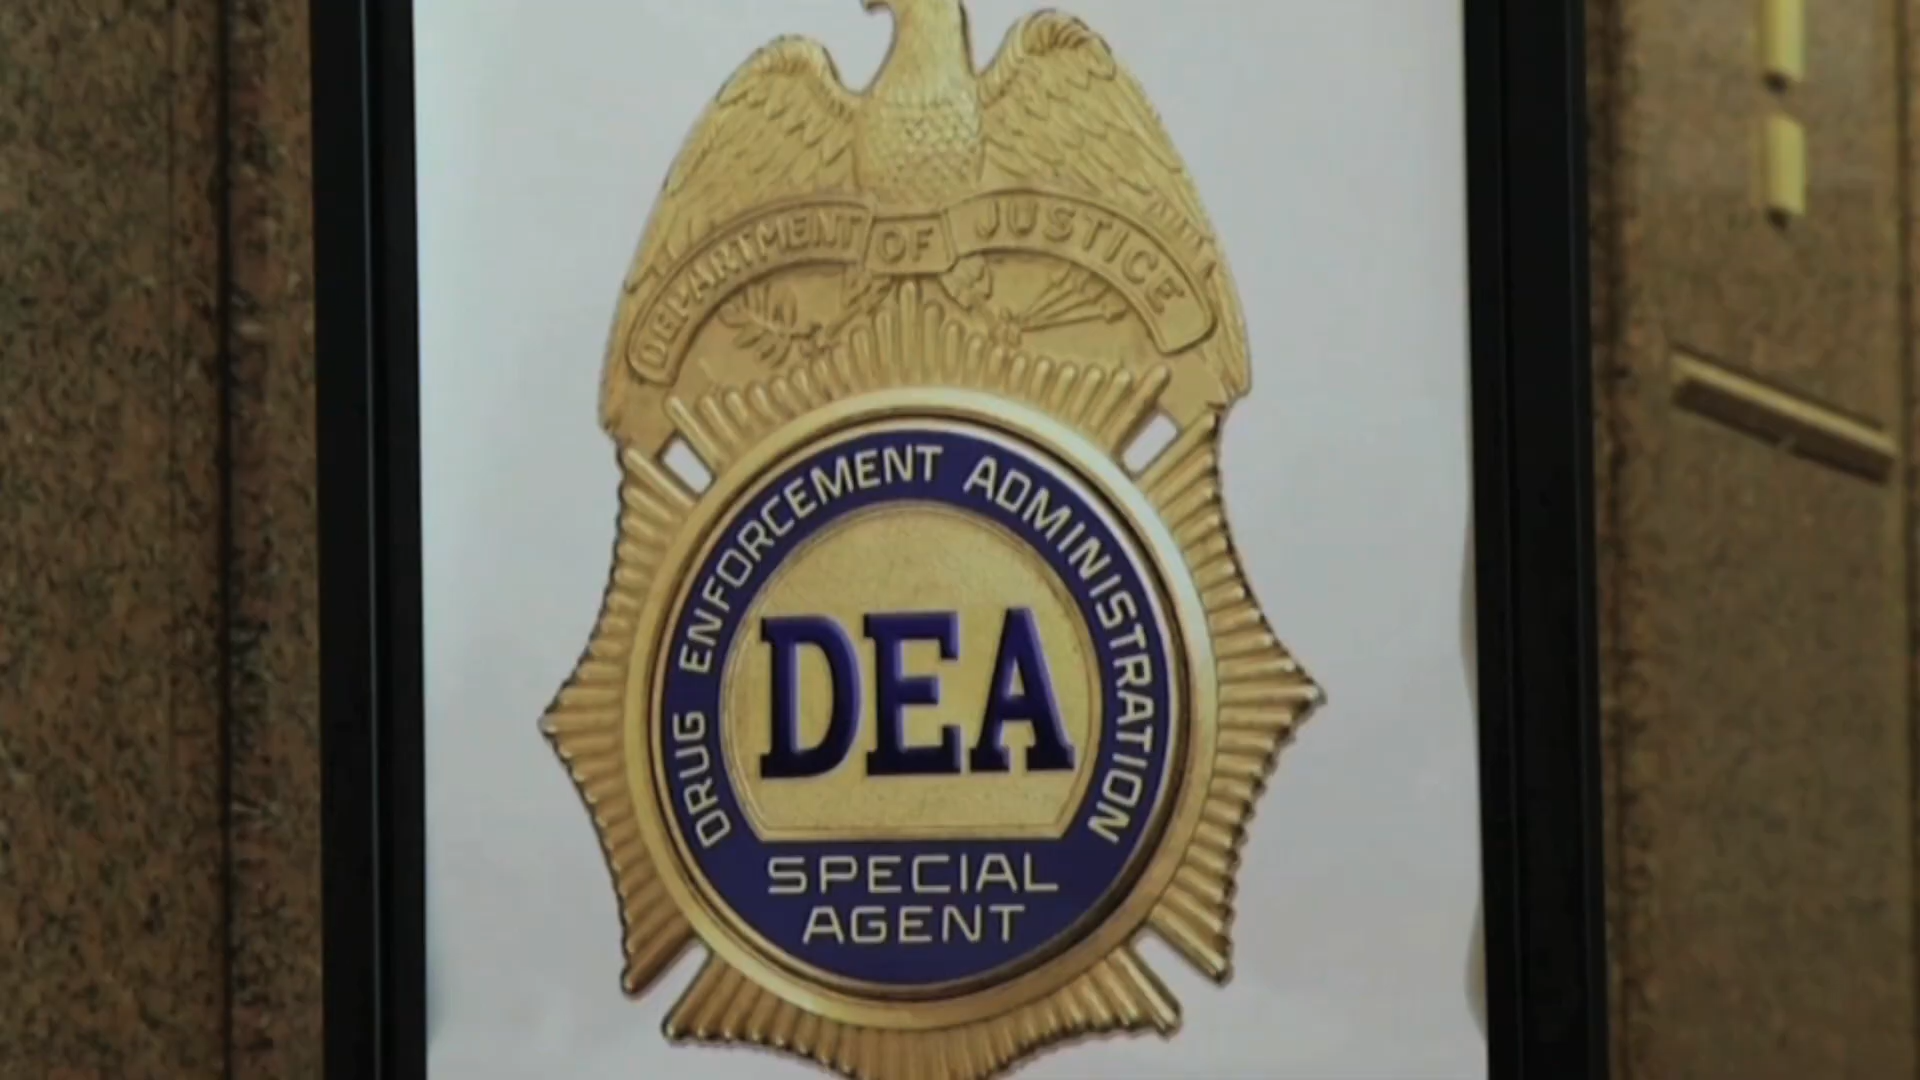 DEPARTMENT OF JUSTICE
DRUG ENFORCEMENT ADMINISTRATION
DEA
SPECIAL
AGENT